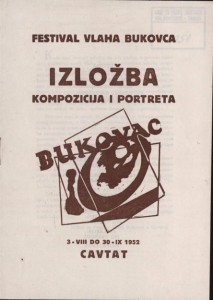 FESTIVAL VLAHA BUKOVCA
IZLOŽBA
KOMPOZICIJA I PORTRETA
BUKOVAC
3 - VIII DO 30 - IX 1952
CAVTAT